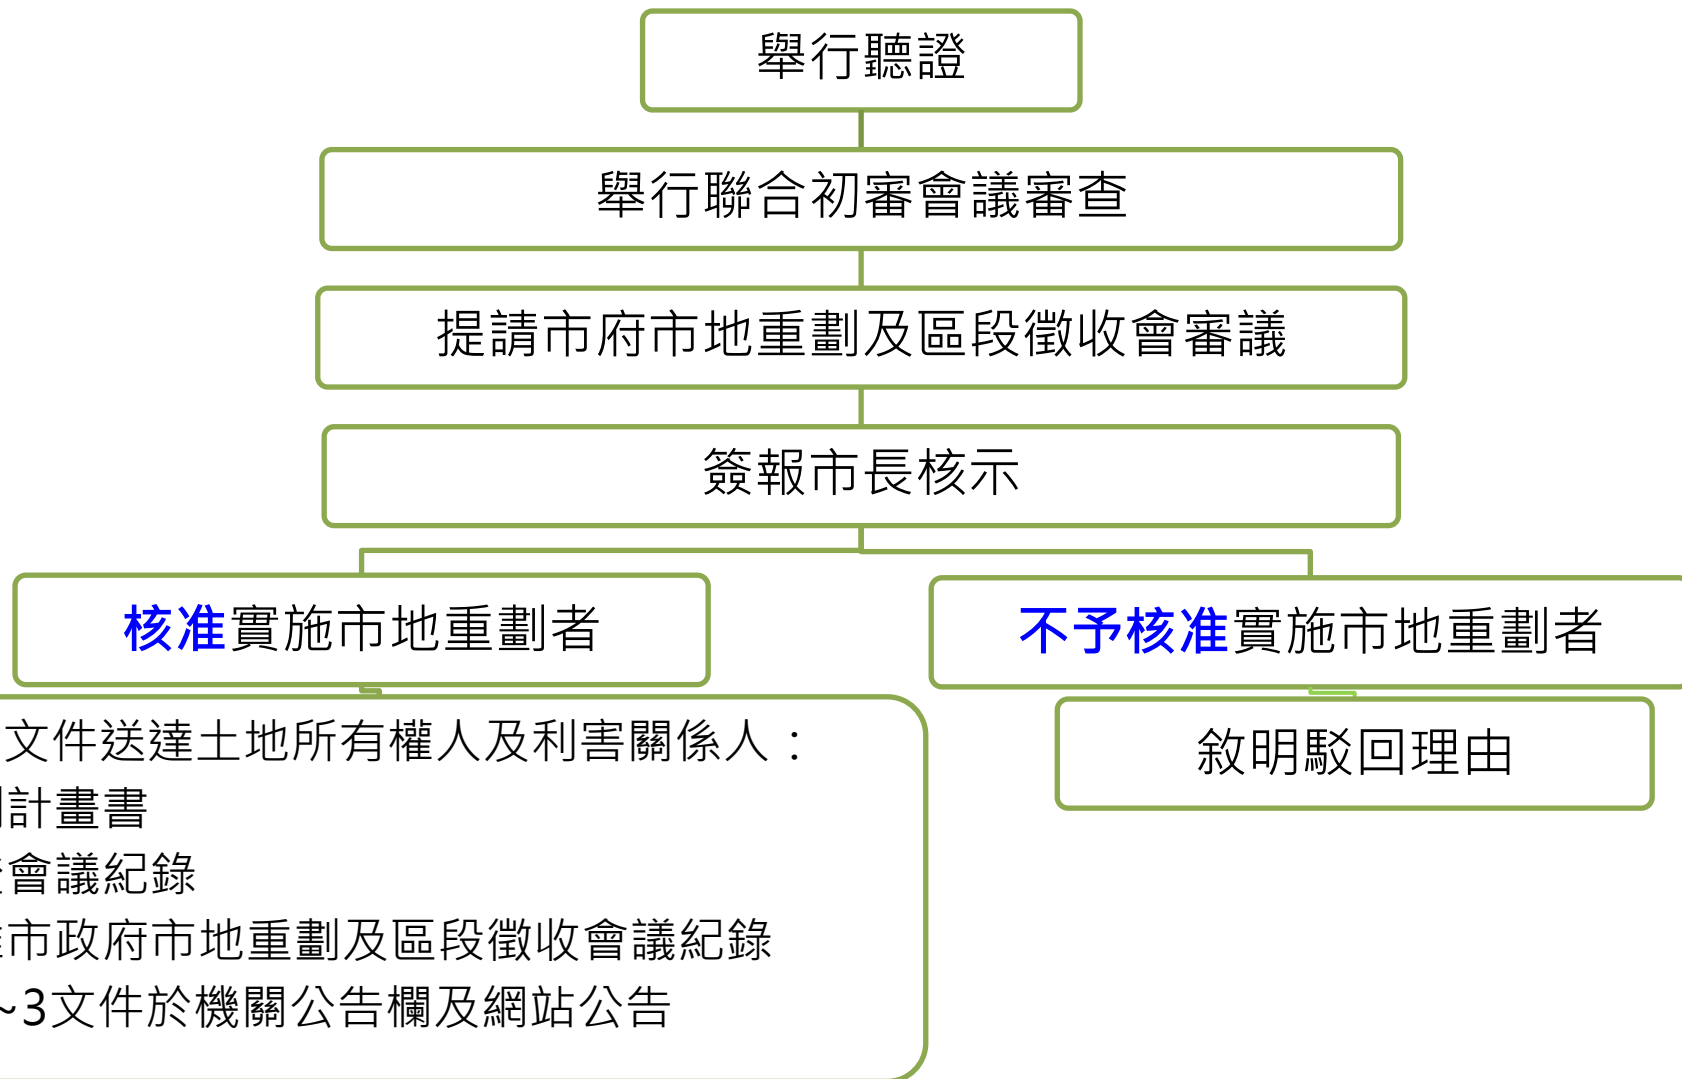 舉行聽證
舉行聯合初審會議審查
提請市府市地重劃及區段徵收會審議
簽報市長核示
核准實施市地重劃者
不予核准實施市地重劃者
文件送達土地所有權人及利害關係人：
計畫書
會議紀錄
市政府市地重劃及區段徵收會議紀錄
~3文件於機關公告欄及網站公告
敘明駁回理由